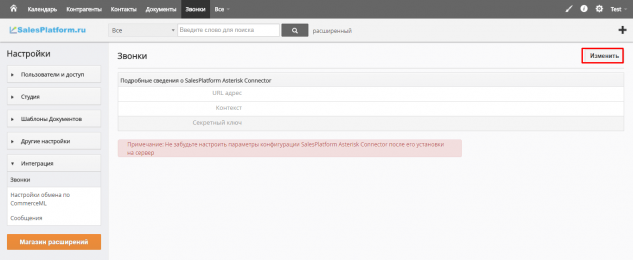 Календарь Контрагенты Контакты Документы Звонки Все Test
SalesPlatform.ru Все Введите слово для поиска расширенный
Настройки
Пользователи и доступ
Студия
Шаблоны Документов
Другие настройки
Интеграция
Звонки
Настройки обмена по
CommerceML
Сообщения
Магазин расширений
Звонки Изменить
Подробные сведения о SalesPlatform Asterisk Connector
URL адрес
Контекст
Секретный ключ
Примечание: Не забудьте настроить параметры конфигурации SalesPlatform Asterisk Connector после его установки
на сервер